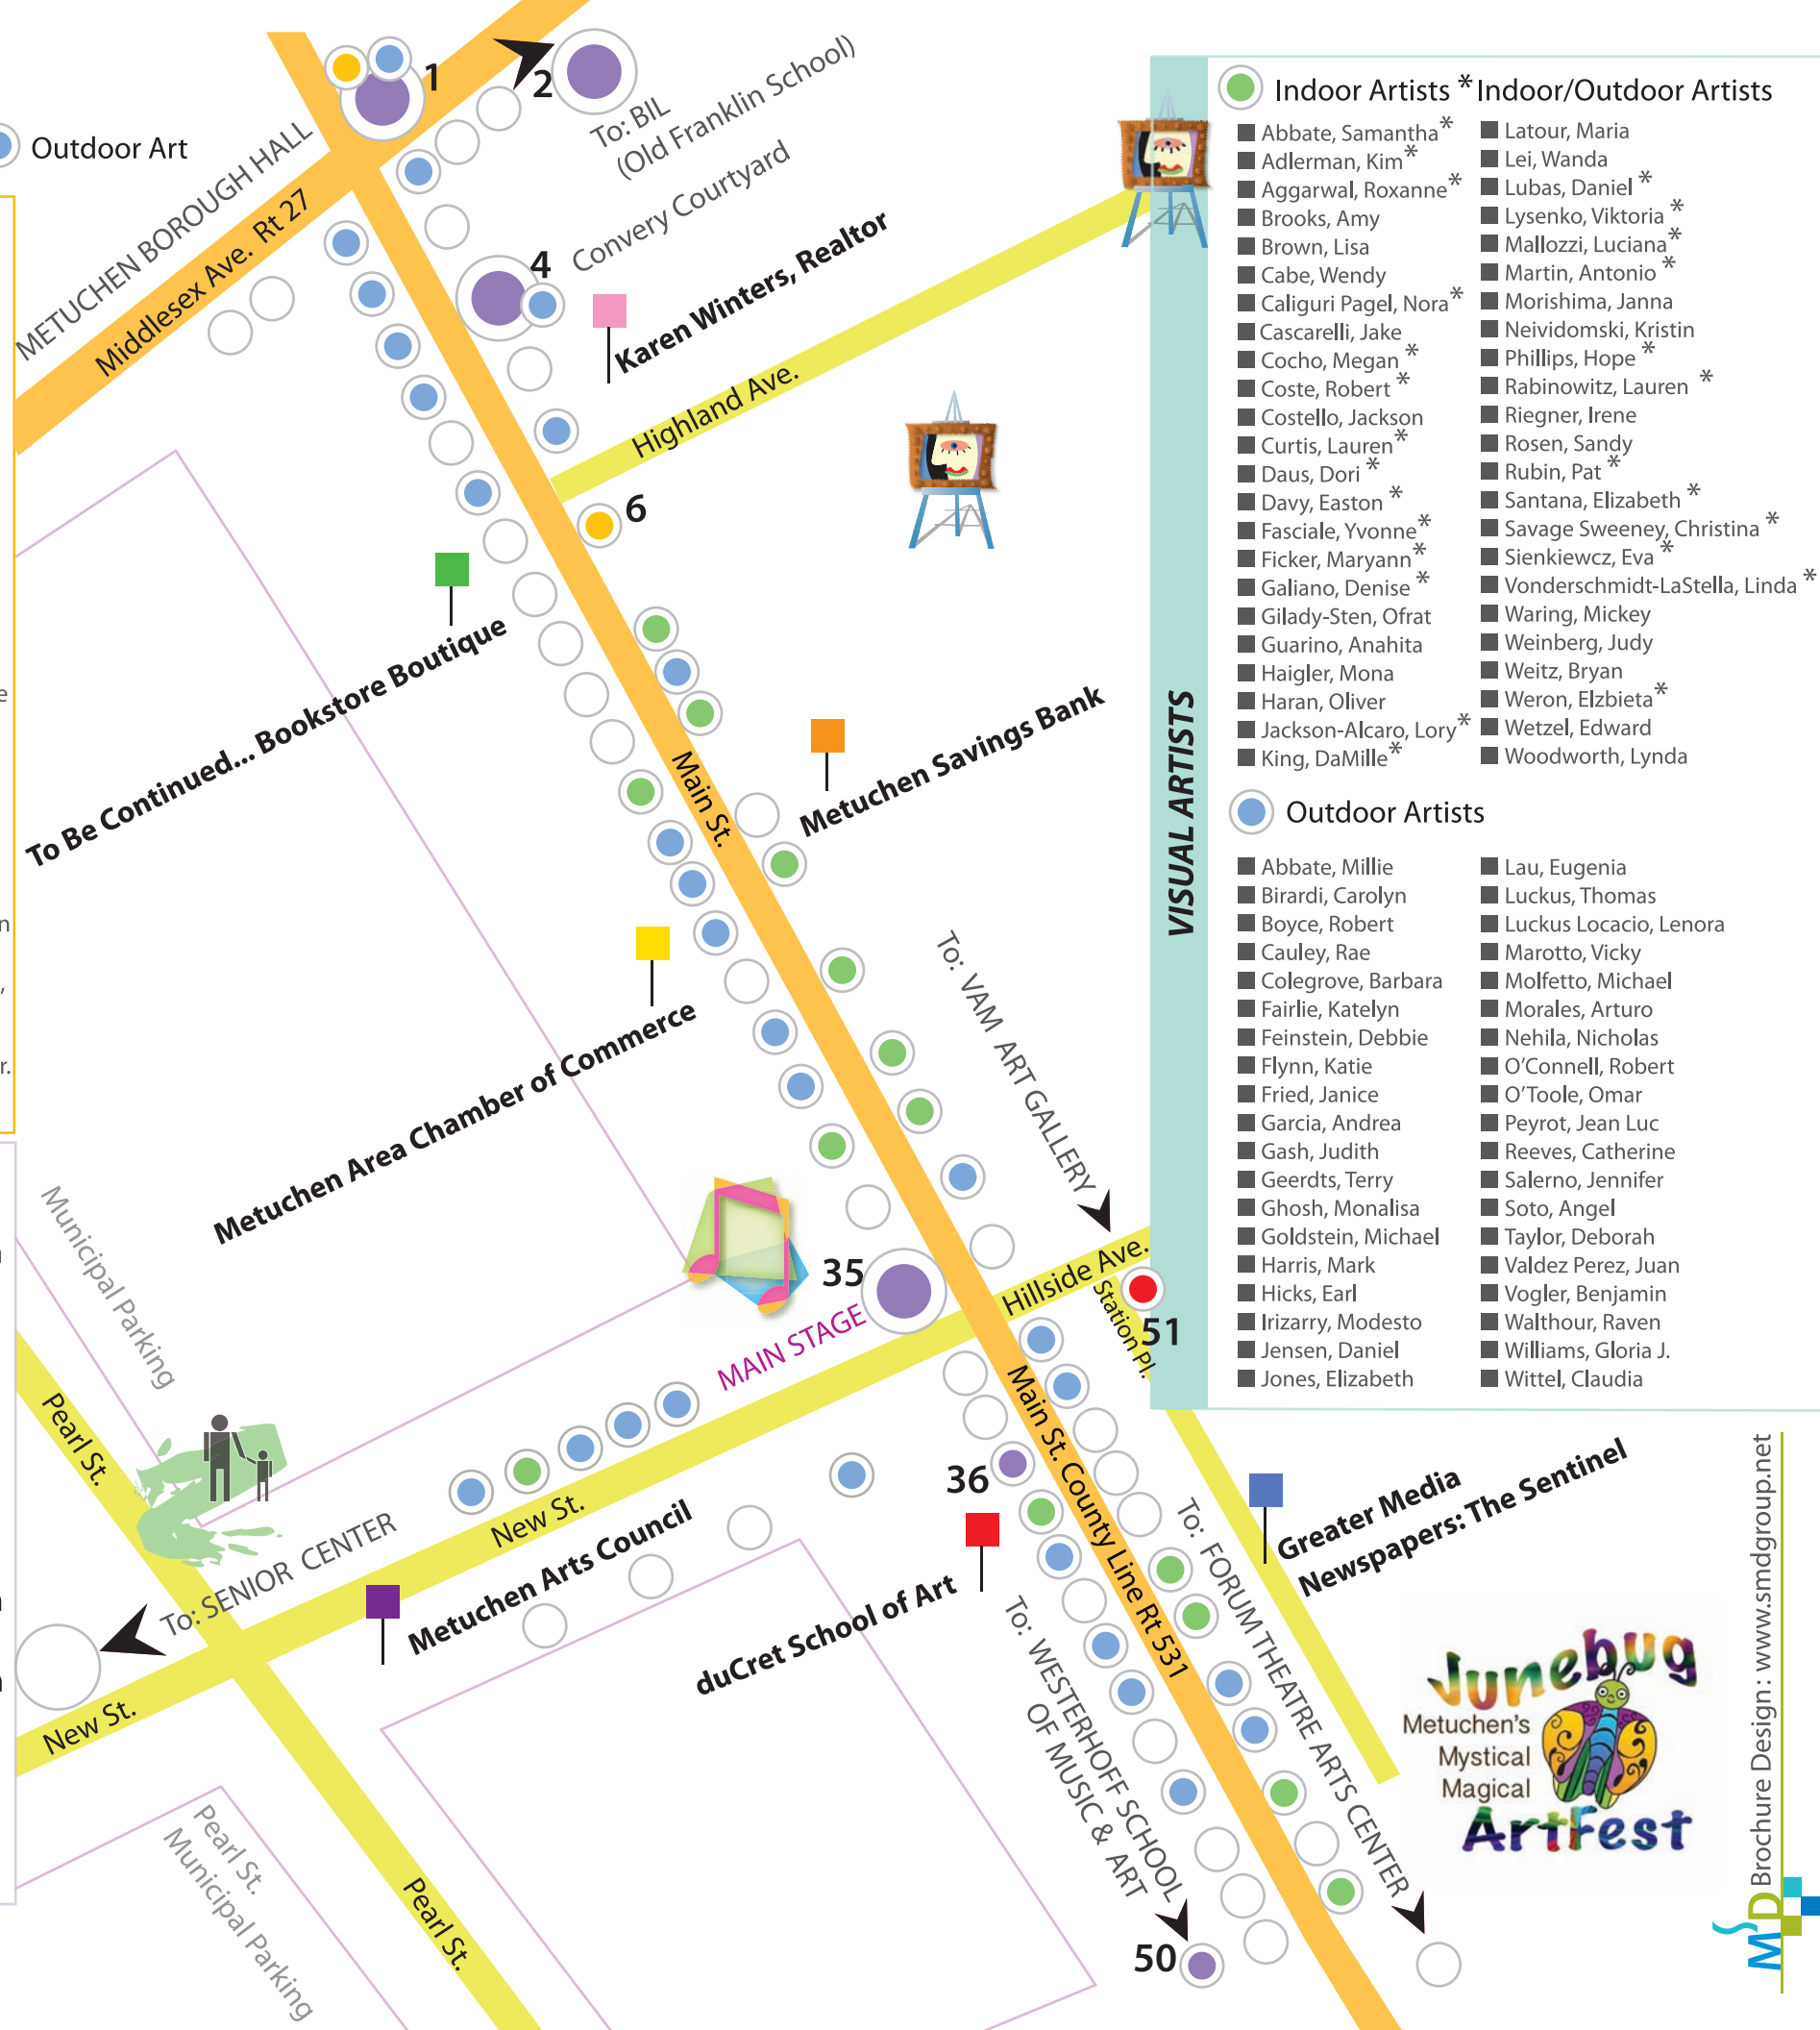 Outdoor Art
METUCHEN BOROUGH HALL
Middlesex Ave. Rt 27
1
2
To: BIL
(Old Franklin School)
4
Convery Courtyard
Karen Winters, Realtor
Highland Ave.
6
To Be Continued... Bookstore Boutique
Main St.
Metuchen Savings Bank
Metuchen Area Chamber of Commerce
To: VAM ART GALLERY
35
MAIN STAGE
Hillside Ave.
Station Pl.
51
Municipal Parking
Pearl St.
To: SENIOR CENTER
New St.
Metuchen Arts Council
New St.
Pearl St.
Municipal Parking
Pearl St.
36
duCret School of Art
Main St. County Line Rt 531
To: WESTERHOFF SCHOOL
OF MUSIC & ART
50
To: FORUM THEATRE ARTS CENTER
Greater Media
Newspapers: The Sentinel
VISUAL ARTISTS
Indoor Artists *Indoor/Outdoor Artists
Abbate, Samantha*
Adlerman, Kim*
Aggarwal, Roxanne*
Brooks, Amy
Brown, Lisa
Cabe, Wendy
Caliguri Pagel, Nora*
Cascarelli, Jake
Cocho, Megan *
Coste, Robert *
Costello, Jackson
Curtis, Lauren*
Daus, Dori *
Davy, Easton *
Fasciale, Yvonne*
Ficker, Maryann*
Galiano, Denise *
Gilady-Sten, Ofrat
Guarino, Anahita
Haigler, Mona
Haran, Oliver
Jackson-Alcaro, Lory*
King, DaMille*
Latour, Maria
Lei, Wanda
Lubas, Daniel *
Lysenko, Viktoria *
Mallozzi, Luciana*
Martin, Antonio *
Morishima, Janna
Neividomski, Kristin
Phillips, Hope *
Rabinowitz, Lauren *
Riegner, Irene
Rosen, Sandy
Rubin, Pat *
Santana, Elizabeth *
Savage Sweeney, Christina *
Sienkiewcz, Eva *
Vonderschmidt-LaStella, Linda *
Waring, Mickey
Weinberg, Judy
Weitz, Bryan
Weron, Elzbieta*
Wetzel, Edward
Woodworth, Lynda
Outdoor Artists
Abbate, Millie
Birardi, Carolyn
Boyce, Robert
Cauley, Rae
Colegrove, Barbara
Fairlie, Katelyn
Feinstein, Debbie
Flynn, Katie
Fried, Janice
Garcia, Andrea
Gash, Judith
Geerdts, Terry
Ghosh, Monalisa
Goldstein, Michael
Harris, Mark
Hicks, Earl
Irizarry, Modesto
Jensen, Daniel
Jones, Elizabeth
Lau, Eugenia
Luckus, Thomas
Luckus Locacio, Lenora
Marotto, Vicky
Molfetto, Michael
Morales, Arturo
Nehila, Nicholas
O'Connell, Robert
O'Toole, Omar
Peyrot, Jean Luc
Reeves, Catherine
Salerno, Jennifer
Soto, Angel
Taylor, Deborah
Valdez Perez, Juan
Vogler, Benjamin
Walthour, Raven
Williams, Gloria J.
Wittel, Claudia
Junebug
Metuchen's
Mystical
Magical
ArtFest
Brochure Design: www.smdgroup.net